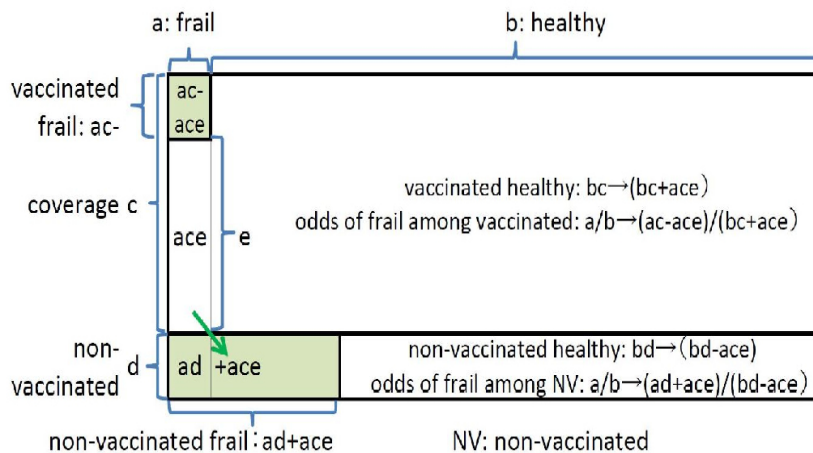 a: frail
b: healthy
vaccinated
frail: ac-
ac-
ace
coverage c
ace
e
vaccinated healthy: bc→(bc+ace)
odds of frail among vaccinated: a/b→(ac-ace)/(bc+ace)
non-
vaccinated
d
ad
+ace
non-vaccinated healthy: bd→(bd-ace)
odds of frail among NV: a/b→(ad+ace)/(bd-ace)
non-vaccinated frail:ad+ace
NV: non-vaccinated